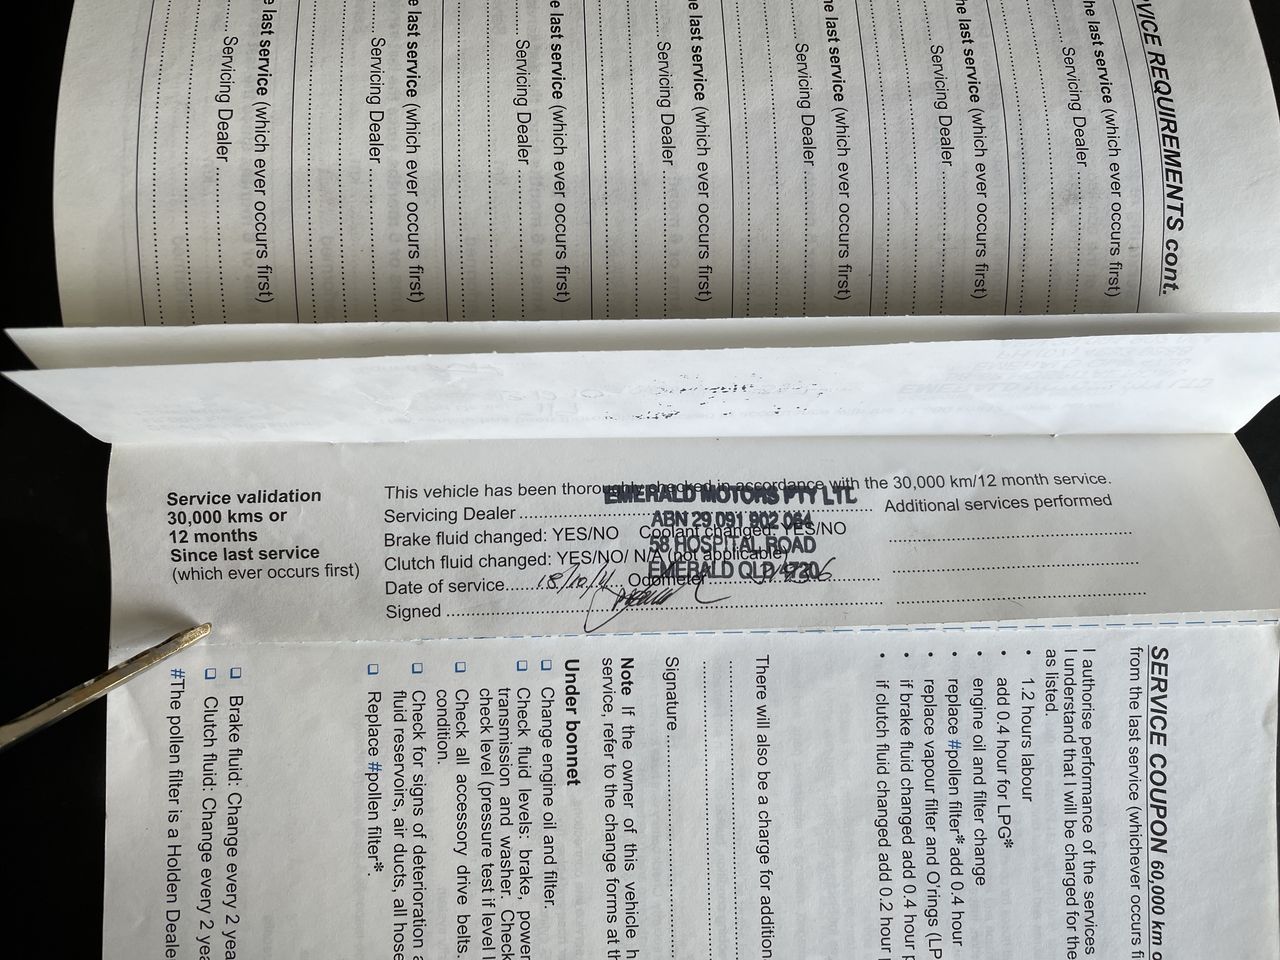 VICE REQUIREMENTS cont.
he last service (which ever occurs first)
Servicing Dealer
he last service (which ever occurs first)
Servicing Dealer
e last service (which ever occurs first)
Servicing Dealer
e last service (which ever occurs first)
Servicing Dealer
e last service (which ever occurs first)
Servicing Dealer
e last service (which ever occurs first)
Servicing Dealer
e last service (which ever occurs first)
Servicing Dealer
Service validation
30,000 kms or
12 months
Since last service
(which ever occurs first)
This vehicle has been thoroughly checked in accordance with the 30,000 km/12 month service.
Servicing Dealer
Additional services performed
Brake fluid changed: YES/NO Coolant changed: YES/NO
Clutch fluid changed: YES/NO/ N/A (not applicable)
Date of service 18/10/11 Odometer
Signed
EMERALD MOTORS PTY LTD
ABN 29 091 902 064
58 HOSPITAL ROAD
EMERALD QLD 4720
SERVICE COUPON 60,000 km o
from the last service (whichever occurs fi
I authorise performance of the services
I understand that I will be charged for the
as listed.
• 1.2 hours labour
• add 0.4 hour for LPG*
• engine oil and filter change
• replace #pollen filter* add 0.4 hour
• replace vapour filter and O'rings (LP
• if brake fluid changed add 0.4 hour p
• if clutch fluid changed add 0.2 hour
There will also be a charge for addition
Signature
Note If the owner of this vehicle h
service, refer to the change forms at th
Under bonnet
❑ Change engine oil and filter.
❑ Check fluid levels: brake, power
transmission and washer. Check
check level (pressure test if level l
❑ Check all accessory drive belts.
condition.
❑ Check for signs of deterioration a
fluid reservoirs, air ducts, all hose
❑ Replace #pollen filter*.
❑ Brake fluid: Change every 2 yea
❑ Clutch fluid: Change every 2 yea
#The pollen filter is a Holden Deale